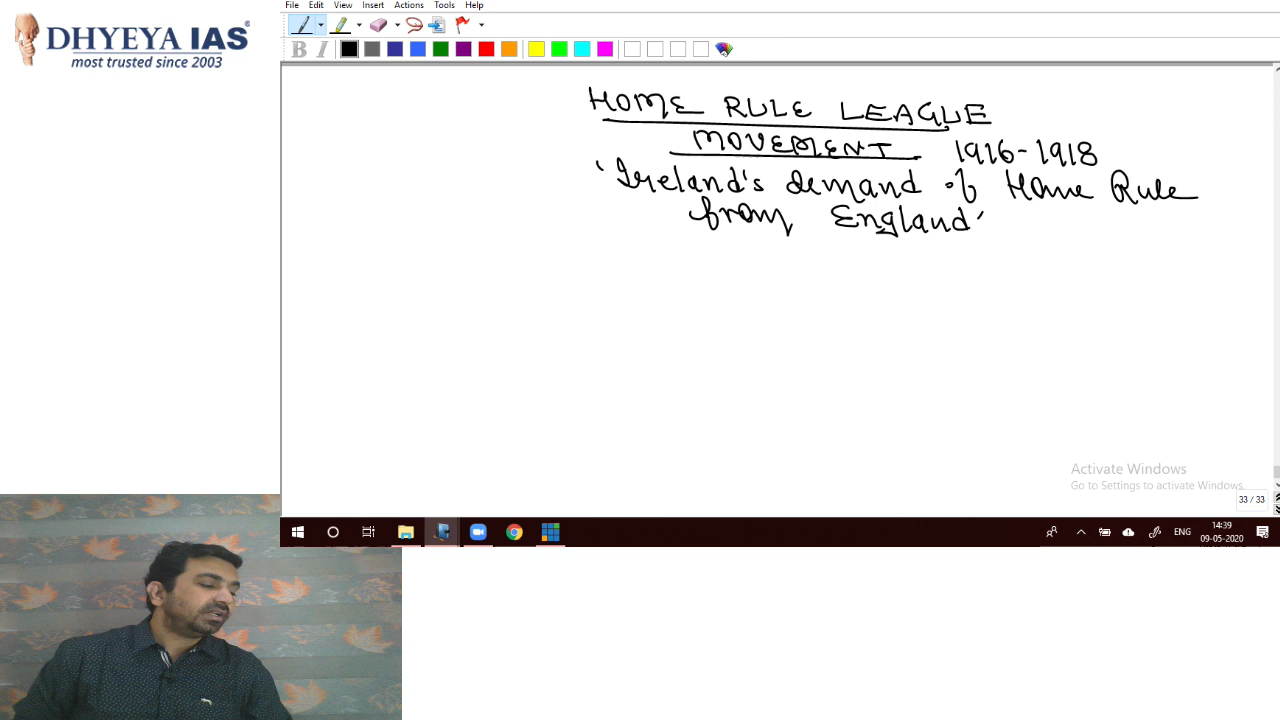 File Edit View Insert Actions Tools Help
DHYEYA IAS®
most trusted since 2003
B I
HOME RULE LEAGUE
MOVEMENT 1916-1918
'Ireland's demand of Home Rule
from England'
Activate Windows
Go to Settings to activate Windows.
33 / 33
ENG
14:39
09-05-2020